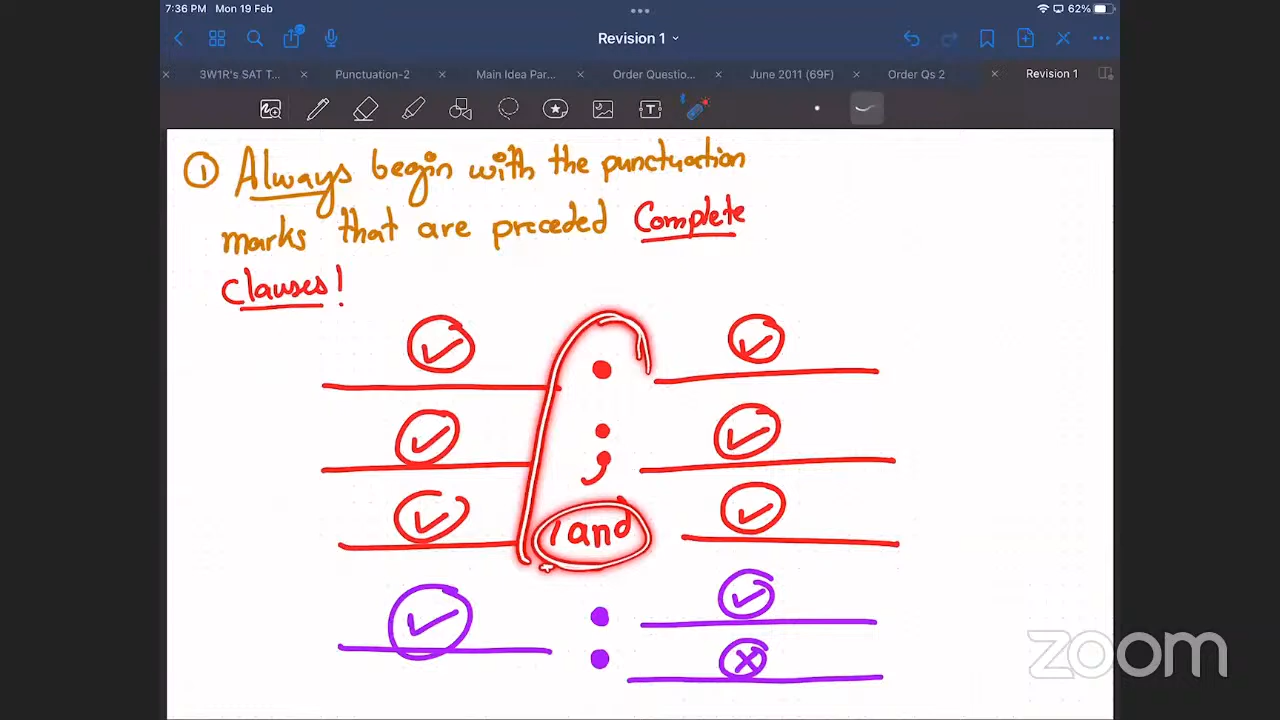 7:36 PM Mon 19 Feb
62%
Revision 1
3W1R's SAT T...
Punctuation-2
Main Idea Par...
Order Questio...
June 2011 (69F)
Order Qs 2
Revision 1
① Always begin with the punctuation
marks that are preceded Complete
Clauses!
.
;
, and
:
zoom